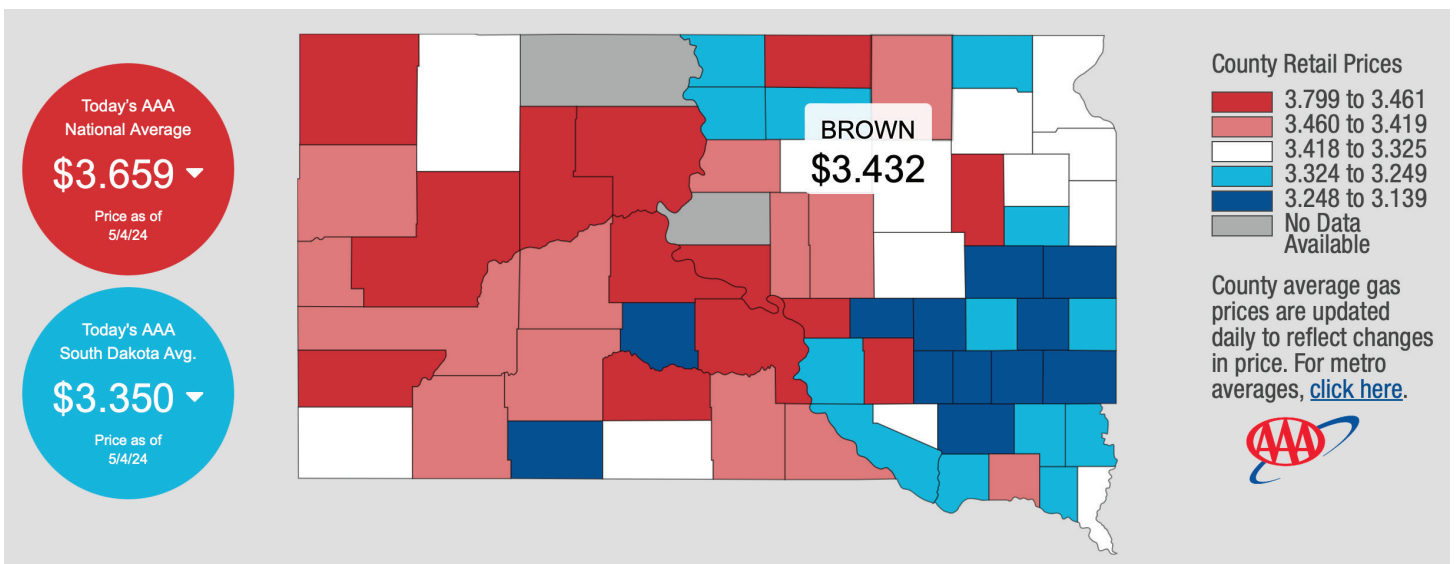 Today's AAA
National Average
$3.659
Price as of
5/4/24
Today's AAA
South Dakota Avg.
$3.350
Price as of
5/4/24
BROWN
$3.432
County Retail Prices
3.799 to 3.461
3.460 to 3.419
3.418 to 3.325
3.324 to 3.249
3.248 to 3.139
No Data
Available
County average gas
prices are updated
daily to reflect changes
in price. For metro
averages, click here.
AAA